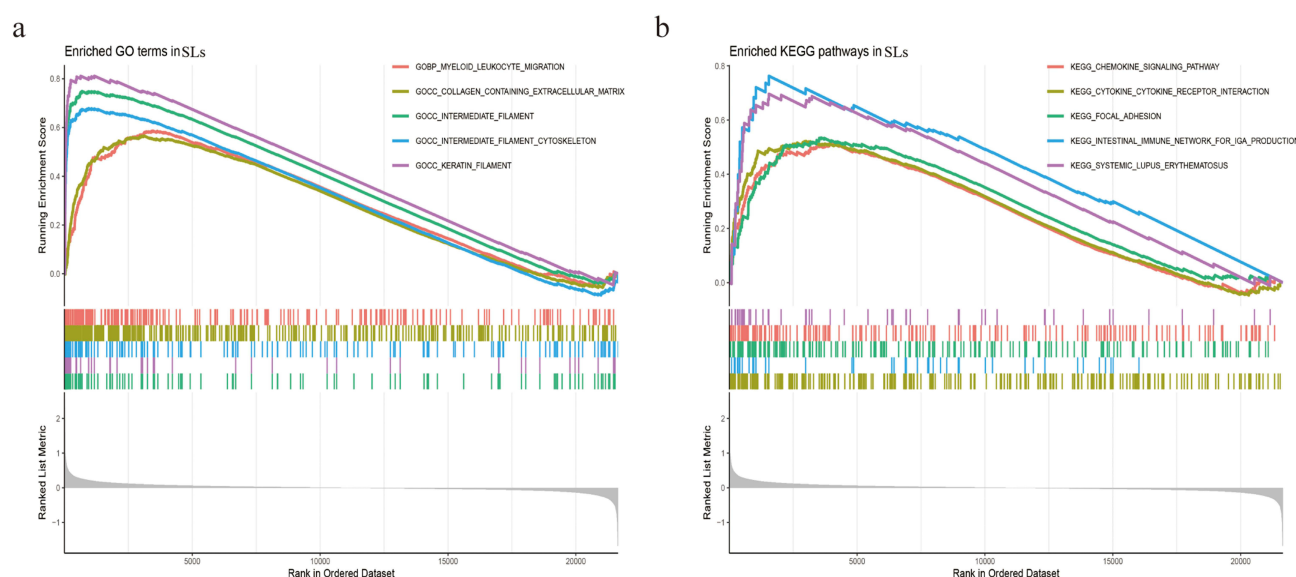 a
Enriched GO terms in SLs
GOBP_MYELOID_LEUKOCYTE_MIGRATION
GOCC_COLLAGEN_CONTAINING_EXTRACELLULAR_MATRIX
GOCC_INTERMEDIATE_FILAMENT
GOCC_INTERMEDIATE_FILAMENT_CYTOSKELETON
GOCC_KERATIN_FILAMENT
Running Enrichment Score
0.8
0.6
0.4
0.2
0.0
Ranked List Metric
2
1
0
−1
5000
10000
15000
20000
Rank in Ordered Dataset
b
Enriched KEGG pathways in SLs
KEGG_CHEMOKINE_SIGNALING_PATHWAY
KEGG_CYTOKINE_CYTOKINE_RECEPTOR_INTERACTION
KEGG_FOCAL_ADHESION
KEGG_INTESTINAL_IMMUNE_NETWORK_FOR_IGA_PRODUCTION
KEGG_SYSTEMIC_LUPUS_ERYTHEMATOSUS
Running Enrichment Score
0.8
0.6
0.4
0.2
0.0
Ranked List Metric
2
1
0
−1
5000
10000
15000
20000
Rank in Ordered Dataset